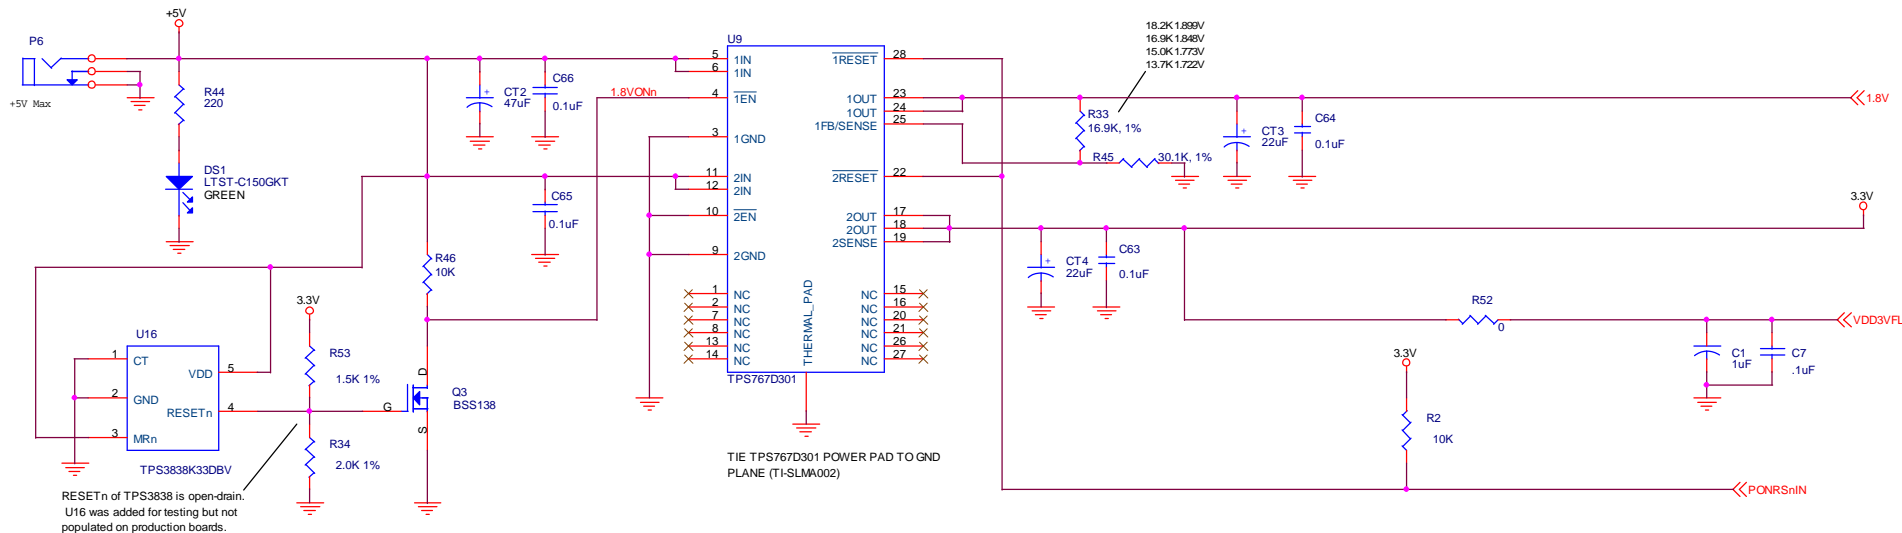 +5V
P6
+5V Max
R44
220
DS1
LTST-C150GKT
GREEN
CT2
47uF
C66
0.1uF
1.8VONn
C65
0.1uF
R46
10K
3.3V
U16
1 CT
2 GND
3 MRn
VDD 5
RESETn 4
TPS3838K33DBV
R53
1.5K 1%
R34
2.0K 1%
G
D
S
Q3
BSS138
RESETn of TPS3838 is open-drain.
U16 was added for testing but not
populated on production boards.
U9
5 1IN
6 1IN
4 1EN
3 1GND
11 2IN
12 2IN
10 2EN
9 2GND
1 NC
2 NC
7 NC
8 NC
13 NC
14 NC
THERMAL_PAD
1RESET 28
1OUT 23
1OUT 24
1FB/SENSE 25
2RESET 22
2OUT 17
2OUT 18
2SENSE 19
NC 15
NC 16
NC 20
NC 21
NC 26
NC 27
TPS767D301
TIE TPS767D301 POWER PAD TO GND
PLANE (TI-SLMA002)
18.2K 1.899V
16.9K 1.848V
15.0K 1.773V
13.7K 1.722V
R33
16.9K, 1%
R45
30.1K, 1%
CT3
22uF
C64
0.1uF
1.8V
3.3V
CT4
22uF
C63
0.1uF
R52
0
VDD3VFL
C1
1uF
C7
.1uF
3.3V
R2
10K
PONRSnIN